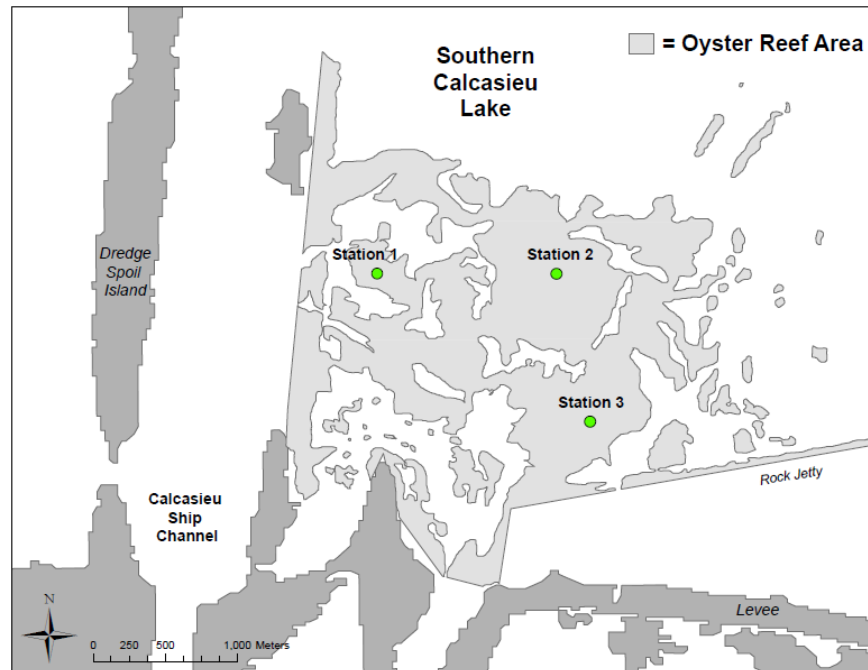 Southern
Calcasieu
Lake
= Oyster Reef Area
Dredge
Spoil
Island
Station 1
Station 2
Station 3
Rock Jetty
Calcasieu
Ship
Channel
Levee
N
0 250 500 1,000 Meters